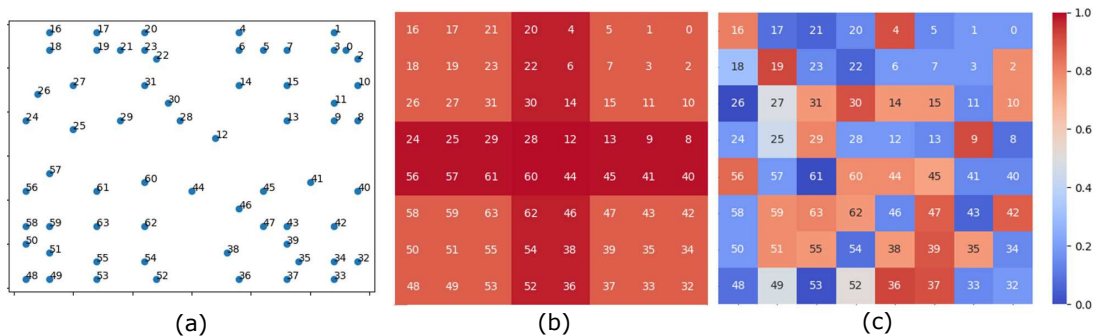 16 17 20 4 1
18 19 21 23 6 5 7 3 0
22 2
27 31 14 15 10
26 30 11
24 29 28 13 9 8
25 12
57
60 41
56 61 44 45 40
46
58 59 63 62 47 43 42
50 39
51 38
55 54 35 34 32
48 49 53 52 36 37 33
(a)
16 17 21 20 4 5 1 0
18 19 23 22 6 7 3 2
26 27 31 30 14 15 11 10
24 25 29 28 12 13 9 8
56 57 61 60 44 45 41 40
58 59 63 62 46 47 43 42
50 51 55 54 38 39 35 34
48 49 53 52 36 37 33 32
(b)
16 17 21 20 4 5 1 0
18 19 23 22 6 7 3 2
26 27 31 30 14 15 11 10
24 25 29 28 12 13 9 8
56 57 61 60 44 45 41 40
58 59 63 62 46 47 43 42
50 51 55 54 38 39 35 34
48 49 53 52 36 37 33 32
(c)
1.0
0.8
0.6
0.4
0.2
0.0